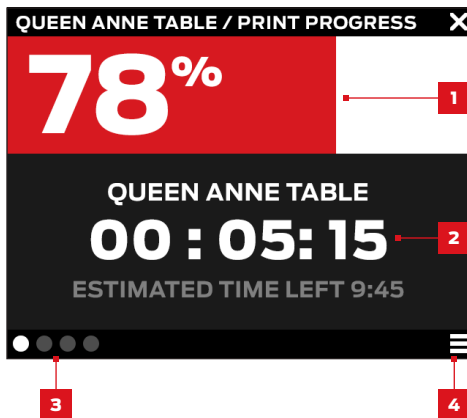 QUEEN ANNE TABLE / PRINT PROGRESS
78%
1
QUEEN ANNE TABLE
00 : 05: 15
2
ESTIMATED TIME LEFT 9:45
3
4